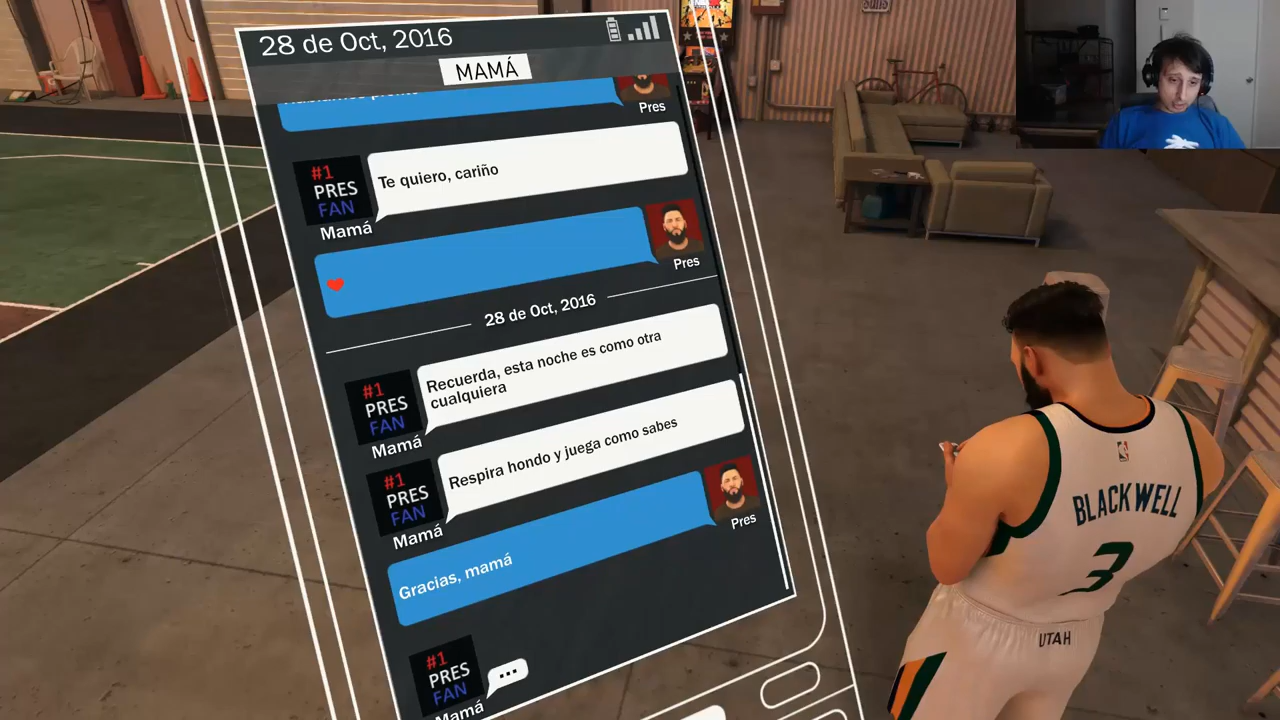 28 de Oct, 2016
MAMÁ
Pres
#1
PRES
FAN
Te quiero, cariño
Mamá
Pres
28 de Oct, 2016
#1
PRES
FAN
Recuerda, esta noche es como otra
cualquiera
Mamá
#1
PRES
FAN
Respira hondo y juega como sabes
Mamá
Pres
Gracias, mamá
#1
PRES
FAN
...
Mamá
suns
BLACKWELL
3
UTAH